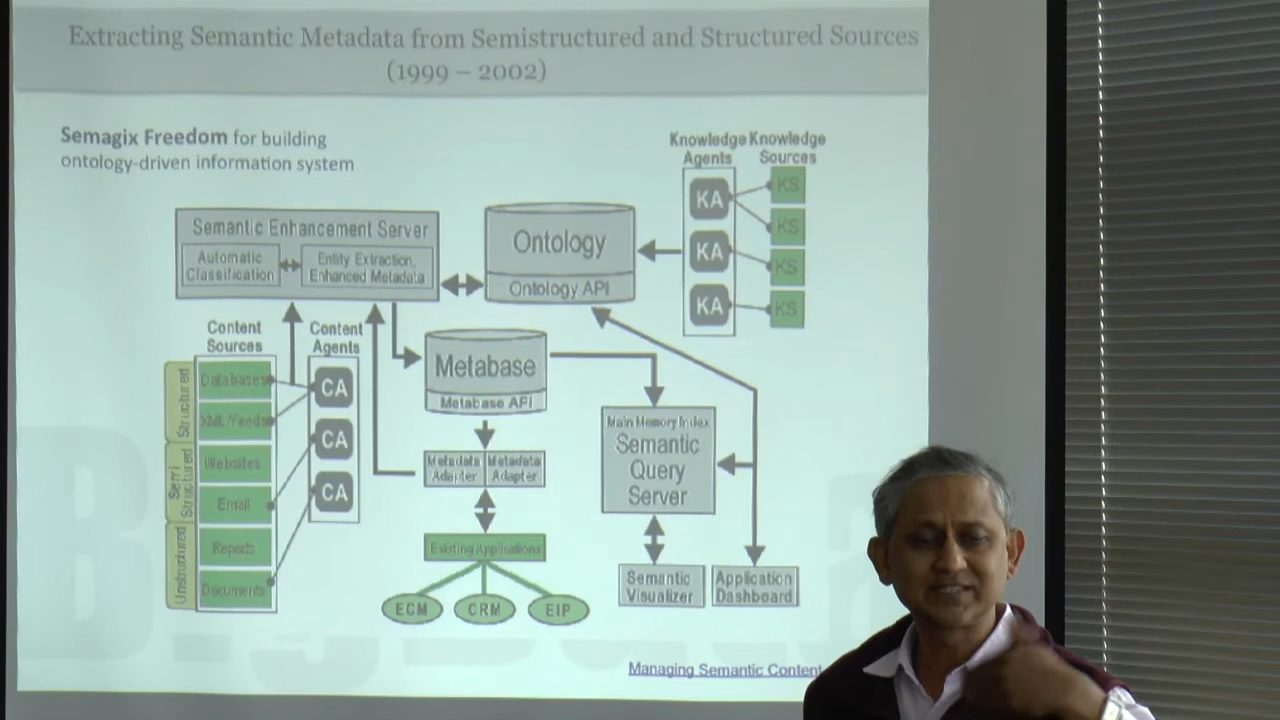 Extracting Semantic Metadata from Semistructured and Structured Sources
(1999 – 2002)
Semagix Freedom for building
ontology-driven information system
Knowledge Agents
Knowledge Sources
KA
KA
KA
KS
KS
KS
KS
Semantic Enhancement Server
Automatic Classification
Entity Extraction, Enhanced Metadata
Ontology
Ontology API
Content Sources
Content Agents
Structured
Semi Structured
Unstructured
Databases
XML/Feeds
Websites
Email
Reports
Documents
CA
CA
CA
Metabase
Metabase API
Metadata Adapter
Metadata Adapter
Existing Applications
ECM
CRM
EIP
Main Memory Index
Semantic
Query
Server
Semantic Visualizer
Application Dashboard
Managing Semantic Content